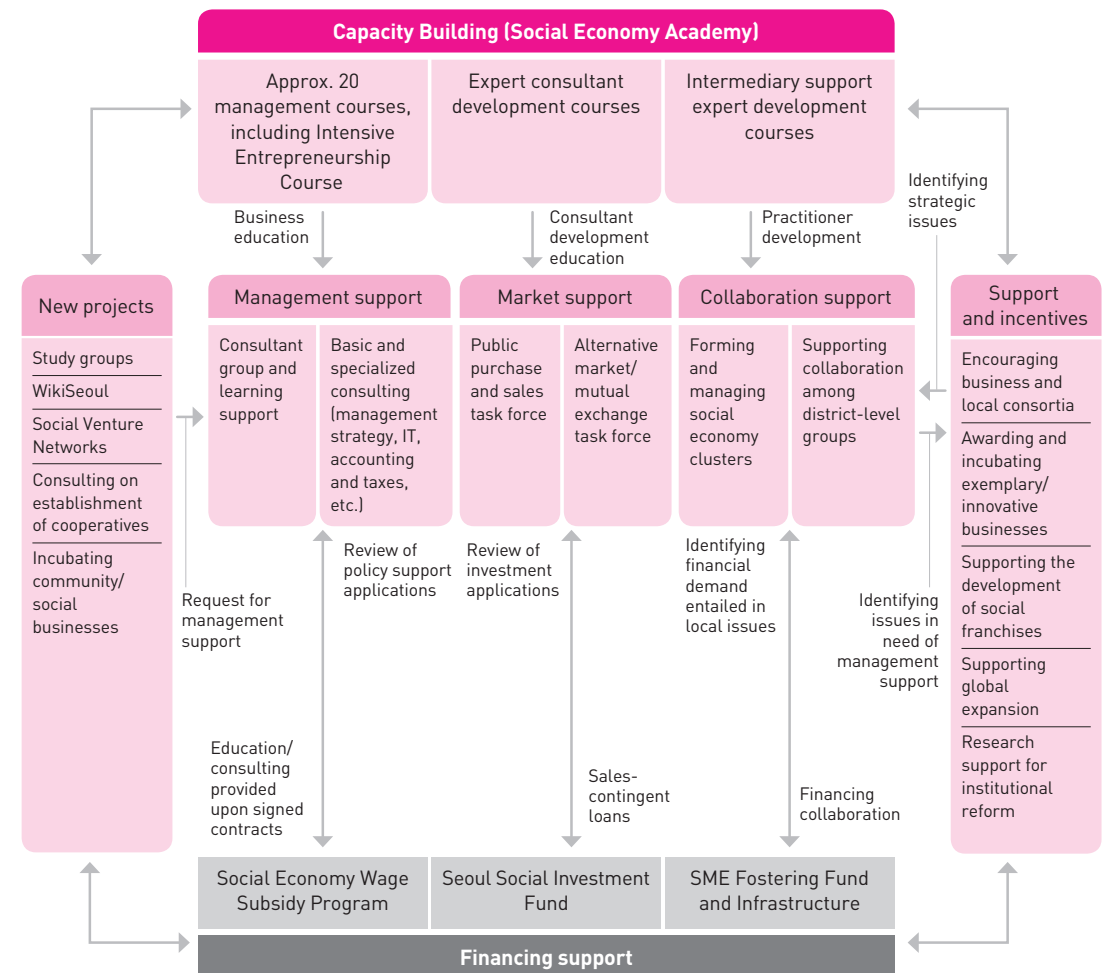 Capacity Building (Social Economy Academy)
Approx. 20
management courses,
including Intensive
Entrepreneurship
Course
Expert consultant
development courses
Intermediary support
expert development
courses
Identifying
strategic
issues
Business
education
Consultant
development
education
Practitioner
development
New projects
Study groups
WikiSeoul
Social Venture
Networks
Consulting on
establishment
of cooperatives
Incubating
community/
social
businesses
Request for
management
support
Management support
Consultant
group and
learning
support
Basic and
specialized
consulting
(management
strategy, IT,
accounting
and taxes,
etc.)
Market support
Public
purchase
and sales
task force
Alternative
market/
mutual
exchange
task force
Collaboration support
Forming
and
managing
social
economy
clusters
Supporting
collaboration
among
district-level
groups
Support
and incentives
Encouraging
business and
local consortia
Awarding and
incubating
exemplary/
innovative
businesses
Supporting the
development
of social
franchises
Supporting
global
expansion
Research
support for
institutional
reform
Review of
policy support
applications
Review of
investment
applications
Identifying
financial
demand
entailed in
local issues
Identifying
issues in
need of
management
support
Education/
consulting
provided
upon signed
contracts
Sales-
contingent
loans
Financing
collaboration
Social Economy Wage
Subsidy Program
Seoul Social Investment
Fund
SME Fostering Fund
and Infrastructure
Financing support